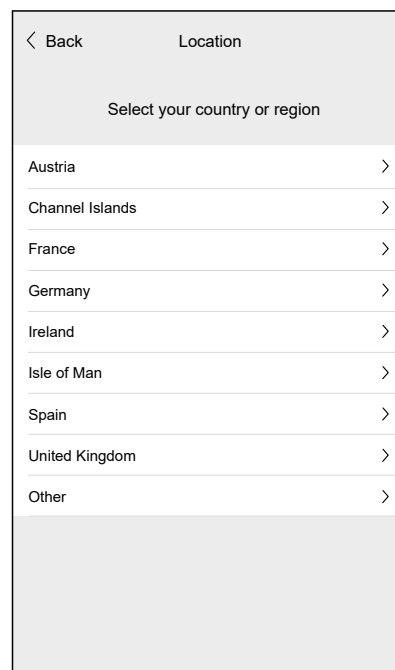 Back Location
Select your country or region
Austria
Channel Islands
France
Germany
Ireland
Isle of Man
Spain
United Kingdom
Other